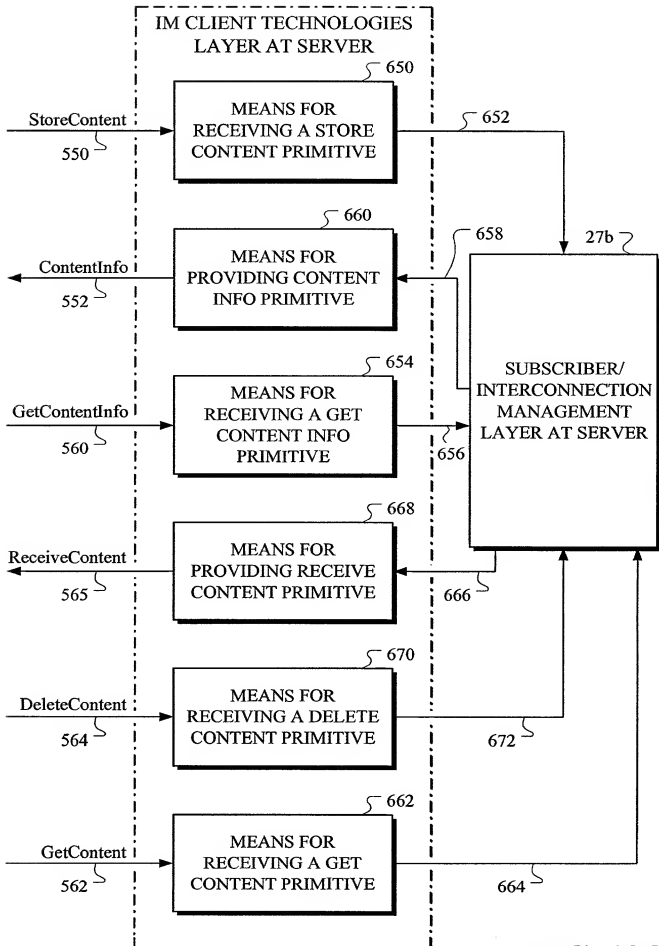 IM CLIENT TECHNOLOGIES
LAYER AT SERVER
650
StoreContent
550
MEANS FOR
RECEIVING A STORE
CONTENT PRIMITIVE
652
660
ContentInfo
552
MEANS FOR
PROVIDING CONTENT
INFO PRIMITIVE
658
27b
SUBSCRIBER/
INTERCONNECTION
MANAGEMENT
LAYER AT SERVER
654
GetContentInfo
560
MEANS FOR
RECEIVING A GET
CONTENT INFO
PRIMITIVE
656
668
ReceiveContent
565
MEANS FOR
PROVIDING RECEIVE
CONTENT PRIMITIVE
666
670
DeleteContent
564
MEANS FOR
RECEIVING A DELETE
CONTENT PRIMITIVE
672
662
GetContent
562
MEANS FOR
RECEIVING A GET
CONTENT PRIMITIVE
664